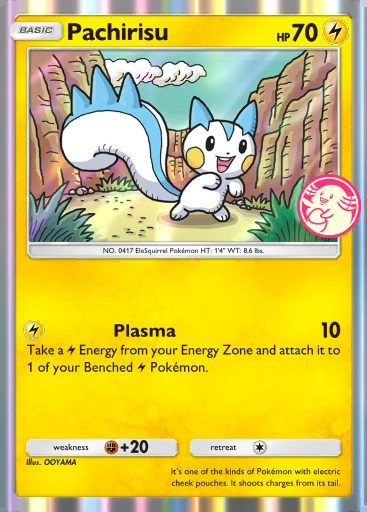 BASIC Pachirisu HP 70
NO. 0417 EleSquirrel Pokémon HT: 1'4" WT: 8.6 lbs.
Plasma 10
Take a Energy from your Energy Zone and attach it to
1 of your Benched Pokémon.
weakness +20 retreat
Illus. OOYAMA
It's one of the kinds of Pokémon with electric
cheek pouches. It shoots charges from its tail.